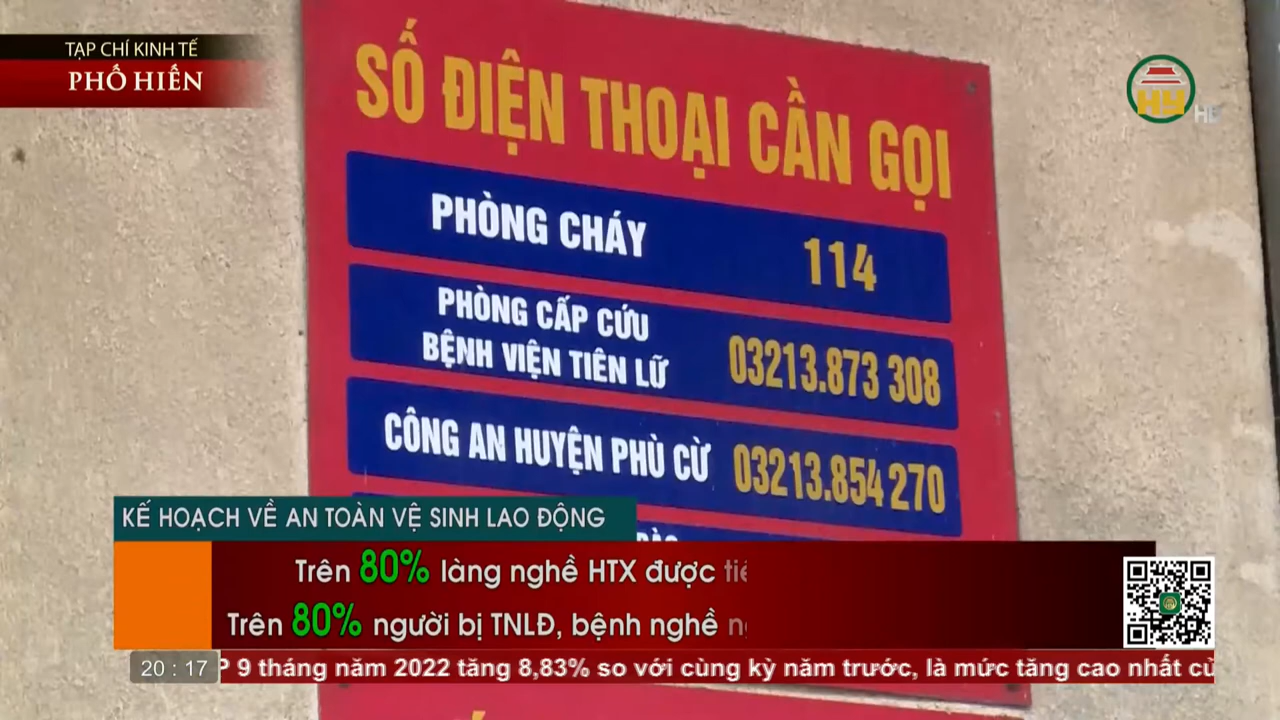 TẠP CHÍ KINH TẾ
PHỐ HIẾN
HY
HD
SỐ ĐIỆN THOẠI CẦN GỌI
PHÒNG CHÁY 114
PHÒNG CẤP CỨU
BỆNH VIỆN TIÊN LỮ 03213.873 308
CÔNG AN HUYỆN PHÙ CỪ 03213.854 270
KẾ HOẠCH VỀ AN TOÀN VỆ SINH LAO ĐỘNG
Trên 80% làng nghề HTX được
Trên 80% người bị TNLĐ, bệnh nghề
20 : 17
9 tháng năm 2022 tăng 8,83% so với cùng kỳ năm trước, là mức tăng cao nhất